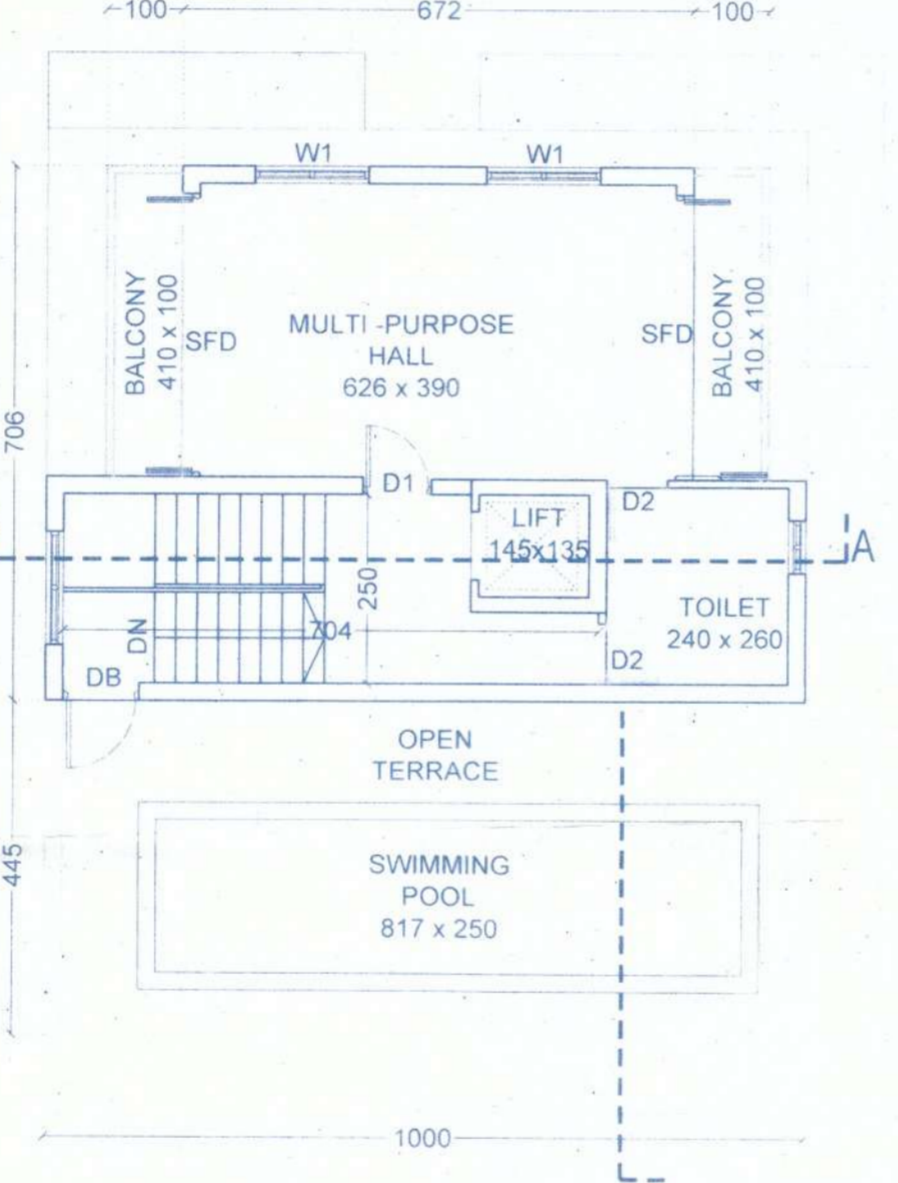 100
672
100
W1
W1
BALCONY
410 x 100
SFD
MULTI -PURPOSE
HALL
626 x 390
SFD
BALCONY
410 x 100
706
D1
D2
LIFT
145x135
A
250
TOILET
240 x 260
DN
704
D2
DB
OPEN
TERRACE
445
SWIMMING
POOL
817 x 250
1000